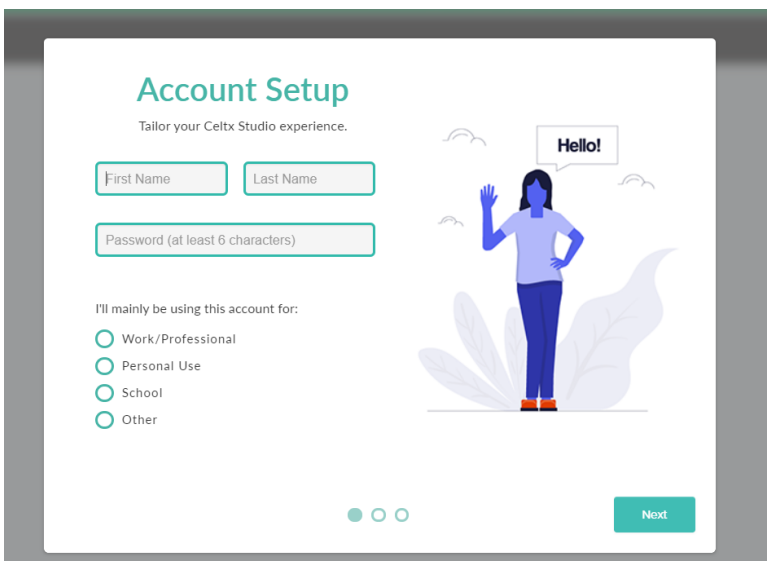 Account Setup
Tailor your Celtx Studio experience.
Hello!
First Name
Last Name
Password (at least 6 characters)
I'll mainly be using this account for:
Work/Professional
Personal Use
School
Other
Next